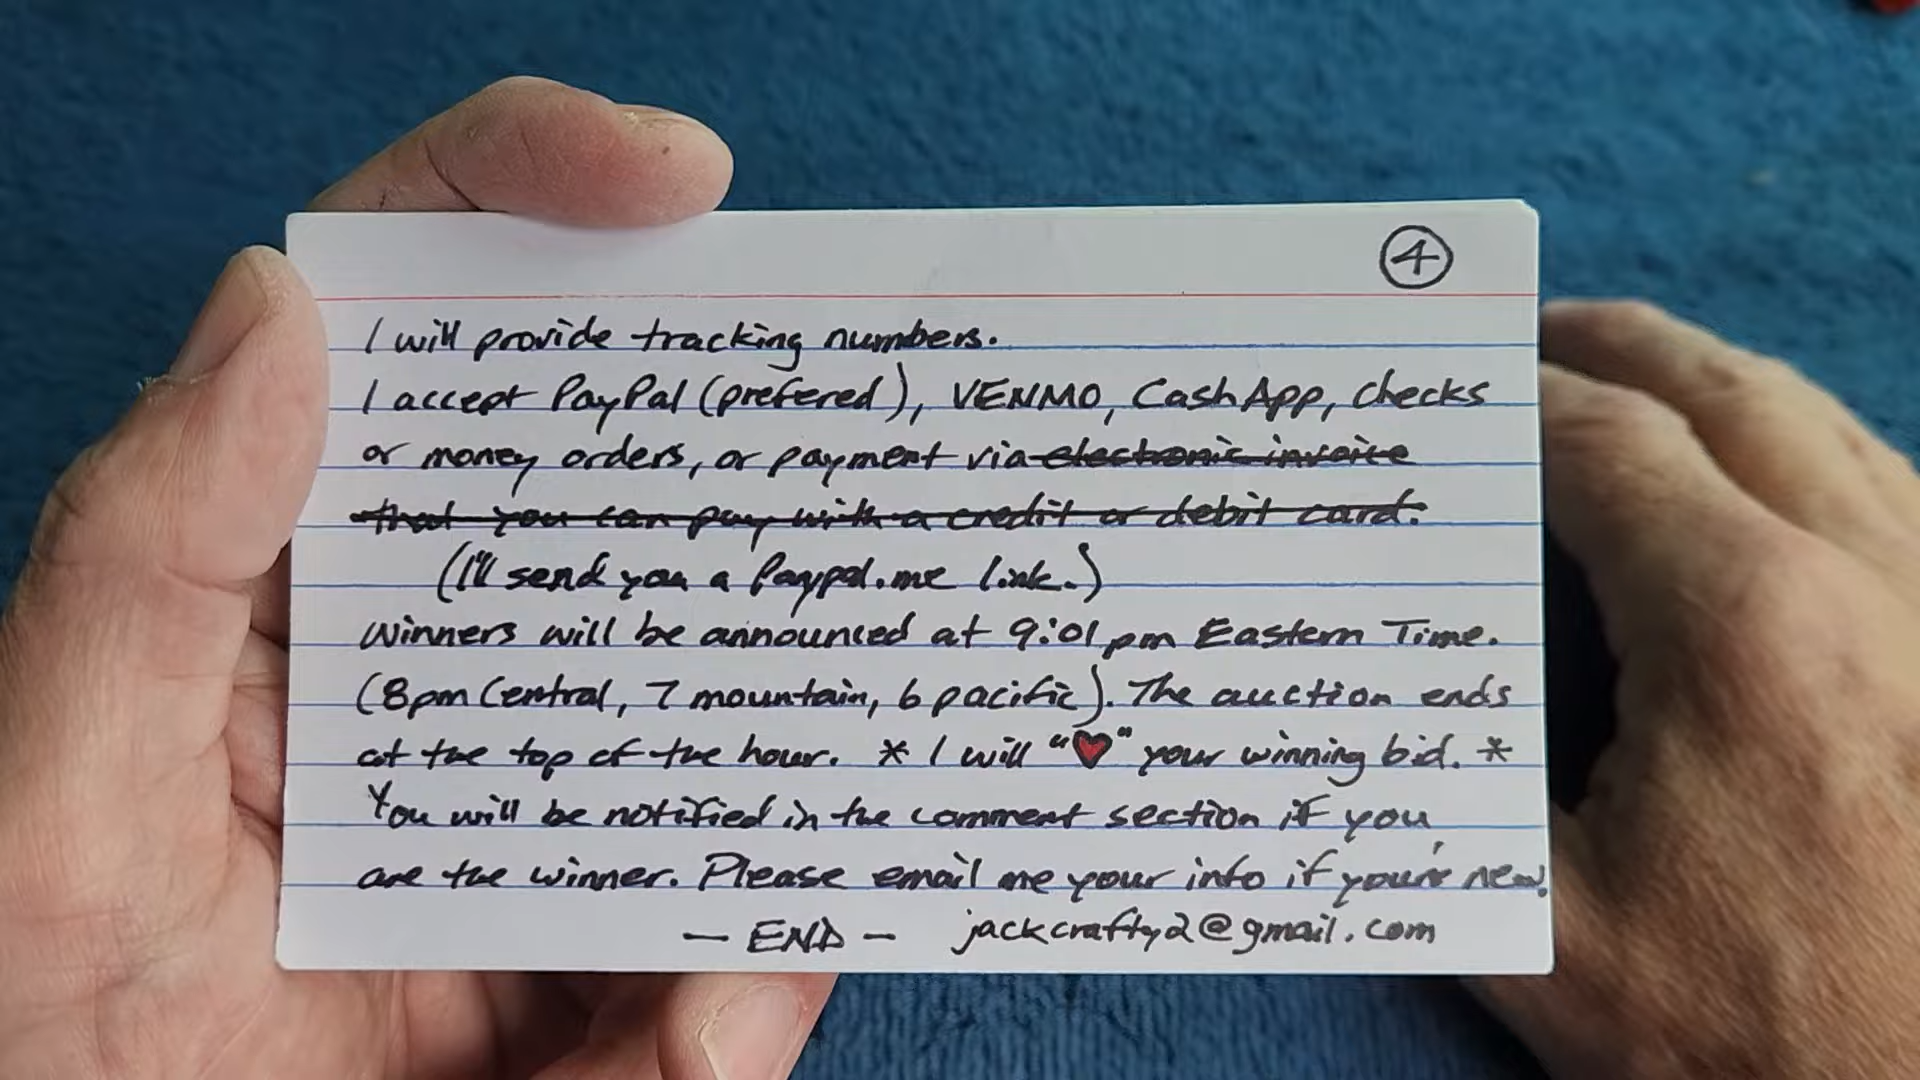 4
I will provide tracking numbers.
I accept PayPal (prefered), VENMO, Cash App, checks
or money orders, or payment via electronic invoice
that you can pay with a credit or debit card.
(I'll send you a Paypal.me link.)
Winners will be announced at 9:01 pm Eastern Time.
(8pm Central, 7 mountain, 6 pacific). The auction ends
at the top of the hour. * I will "❤" your winning bid. *
You will be notified in the comment section if you
are the winner. Please email me your info if you're new.
— END — jackcrafty2@gmail.com